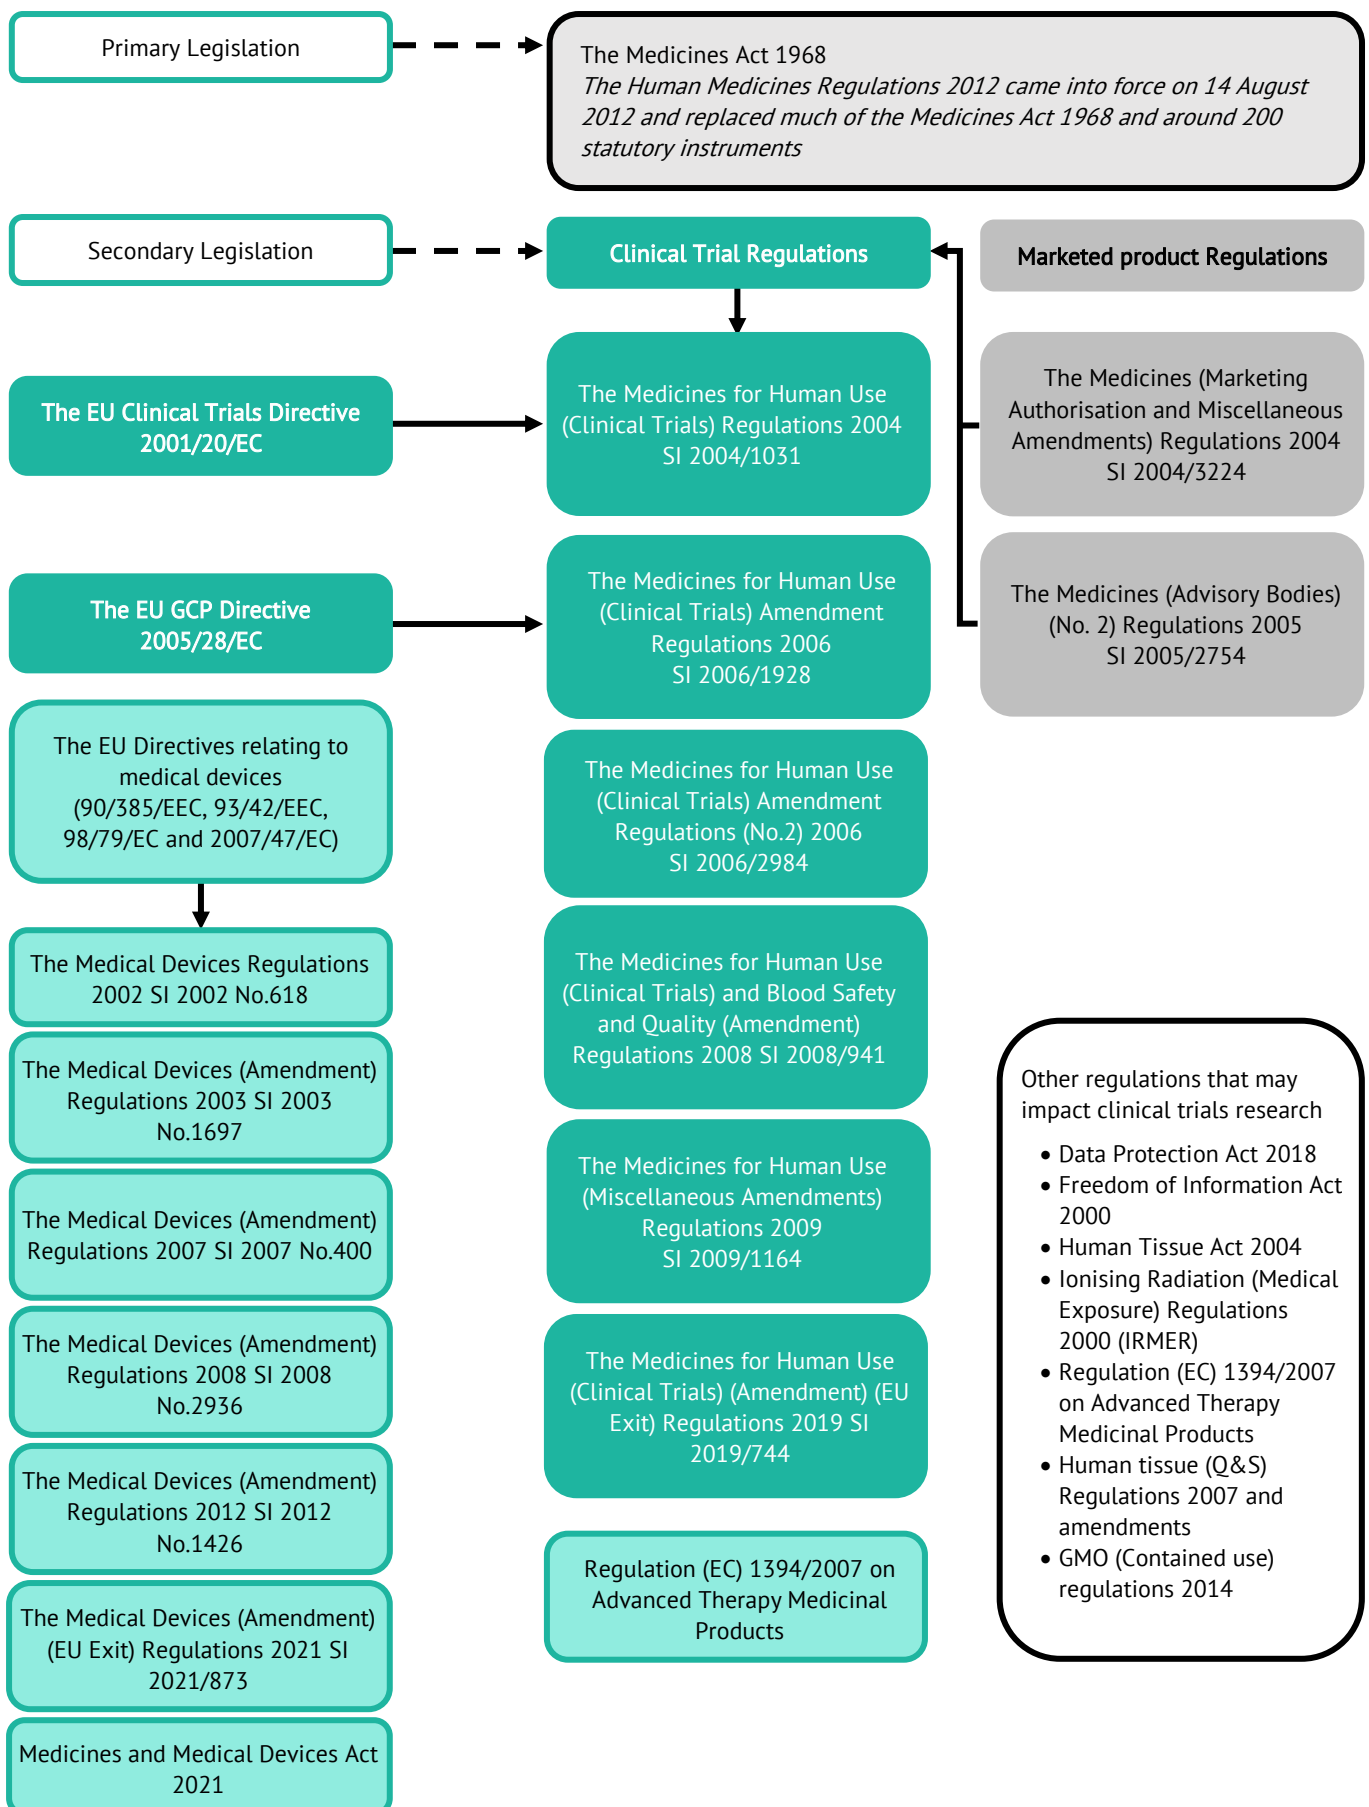 Primary Legislation
The Medicines Act 1968
The Human Medicines Regulations 2012 came into force on 14 August
2012 and replaced much of the Medicines Act 1968 and around 200
statutory instruments
Secondary Legislation
Clinical Trial Regulations
Marketed product Regulations
The EU Clinical Trials Directive
2001/20/EC
The Medicines for Human Use
(Clinical Trials) Regulations 2004
SI 2004/1031
The Medicines (Marketing
Authorisation and Miscellaneous
Amendments) Regulations 2004
SI 2004/3224
The EU GCP Directive
2005/28/EC
The Medicines for Human Use
(Clinical Trials) Amendment
Regulations 2006
SI 2006/1928
The Medicines (Advisory Bodies)
(No. 2) Regulations 2005
SI 2005/2754
The EU Directives relating to
medical devices
(90/385/EEC, 93/42/EEC,
98/79/EC and 2007/47/EC)
The Medical Devices Regulations
2002 SI 2002 No.618
The Medical Devices (Amendment)
Regulations 2003 SI 2003
No.1697
The Medical Devices (Amendment)
Regulations 2007 SI 2007 No.400
The Medical Devices (Amendment)
Regulations 2008 SI 2008
No.2936
The Medical Devices (Amendment)
Regulations 2012 SI 2012
No.1426
The Medical Devices (Amendment)
(EU Exit) Regulations 2021 SI
2021/873
Medicines and Medical Devices Act
2021
The Medicines for Human Use
(Clinical Trials) Amendment
Regulations (No.2) 2006
SI 2006/2984
The Medicines for Human Use
(Clinical Trials) and Blood Safety
and Quality (Amendment)
Regulations 2008 SI 2008/941
The Medicines for Human Use
(Miscellaneous Amendments)
Regulations 2009
SI 2009/1164
The Medicines for Human Use
(Clinical Trials) (Amendment) (EU
Exit) Regulations 2019 SI
2019/744
Regulation (EC) 1394/2007 on
Advanced Therapy Medicinal
Products
Other regulations that may
impact clinical trials research
• Data Protection Act 2018
• Freedom of Information Act
2000
• Human Tissue Act 2004
• Ionising Radiation (Medical
Exposure) Regulations
2000 (IRMER)
• Regulation (EC) 1394/2007
on Advanced Therapy
Medicinal Products
• Human tissue (Q&S)
Regulations 2007 and
amendments
• GMO (Contained use)
regulations 2014